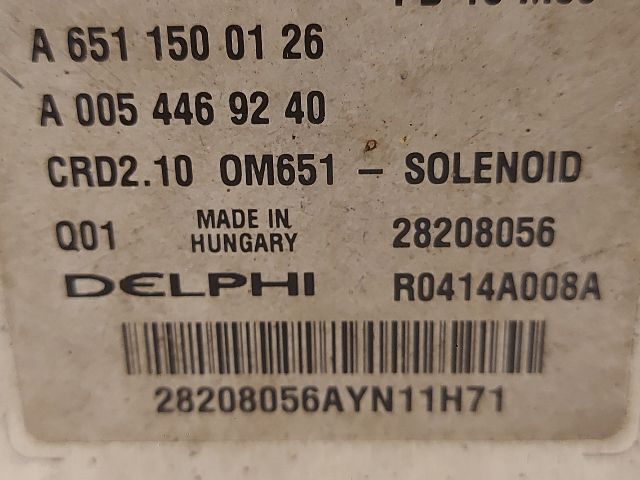 A 651 150 01 26
A 005 446 92 40
CRD2.10 OM651 - SOLENOID
Q01 MADE IN HUNGARY 28208056
DELPHI R0414A008A
28208056AYN11H71